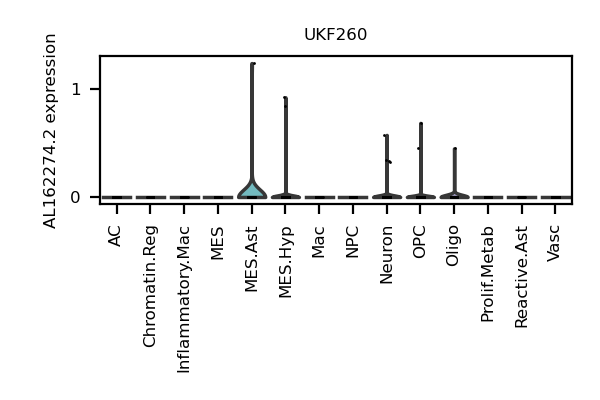 UKF260
AL162274.2 expression
1
0
AC
Chromatin.Reg
Inflammatory.Mac
MES
MES.Ast
MES.Hyp
Mac
NPC
Neuron
OPC
Oligo
Prolif.Metab
Reactive.Ast
Vasc